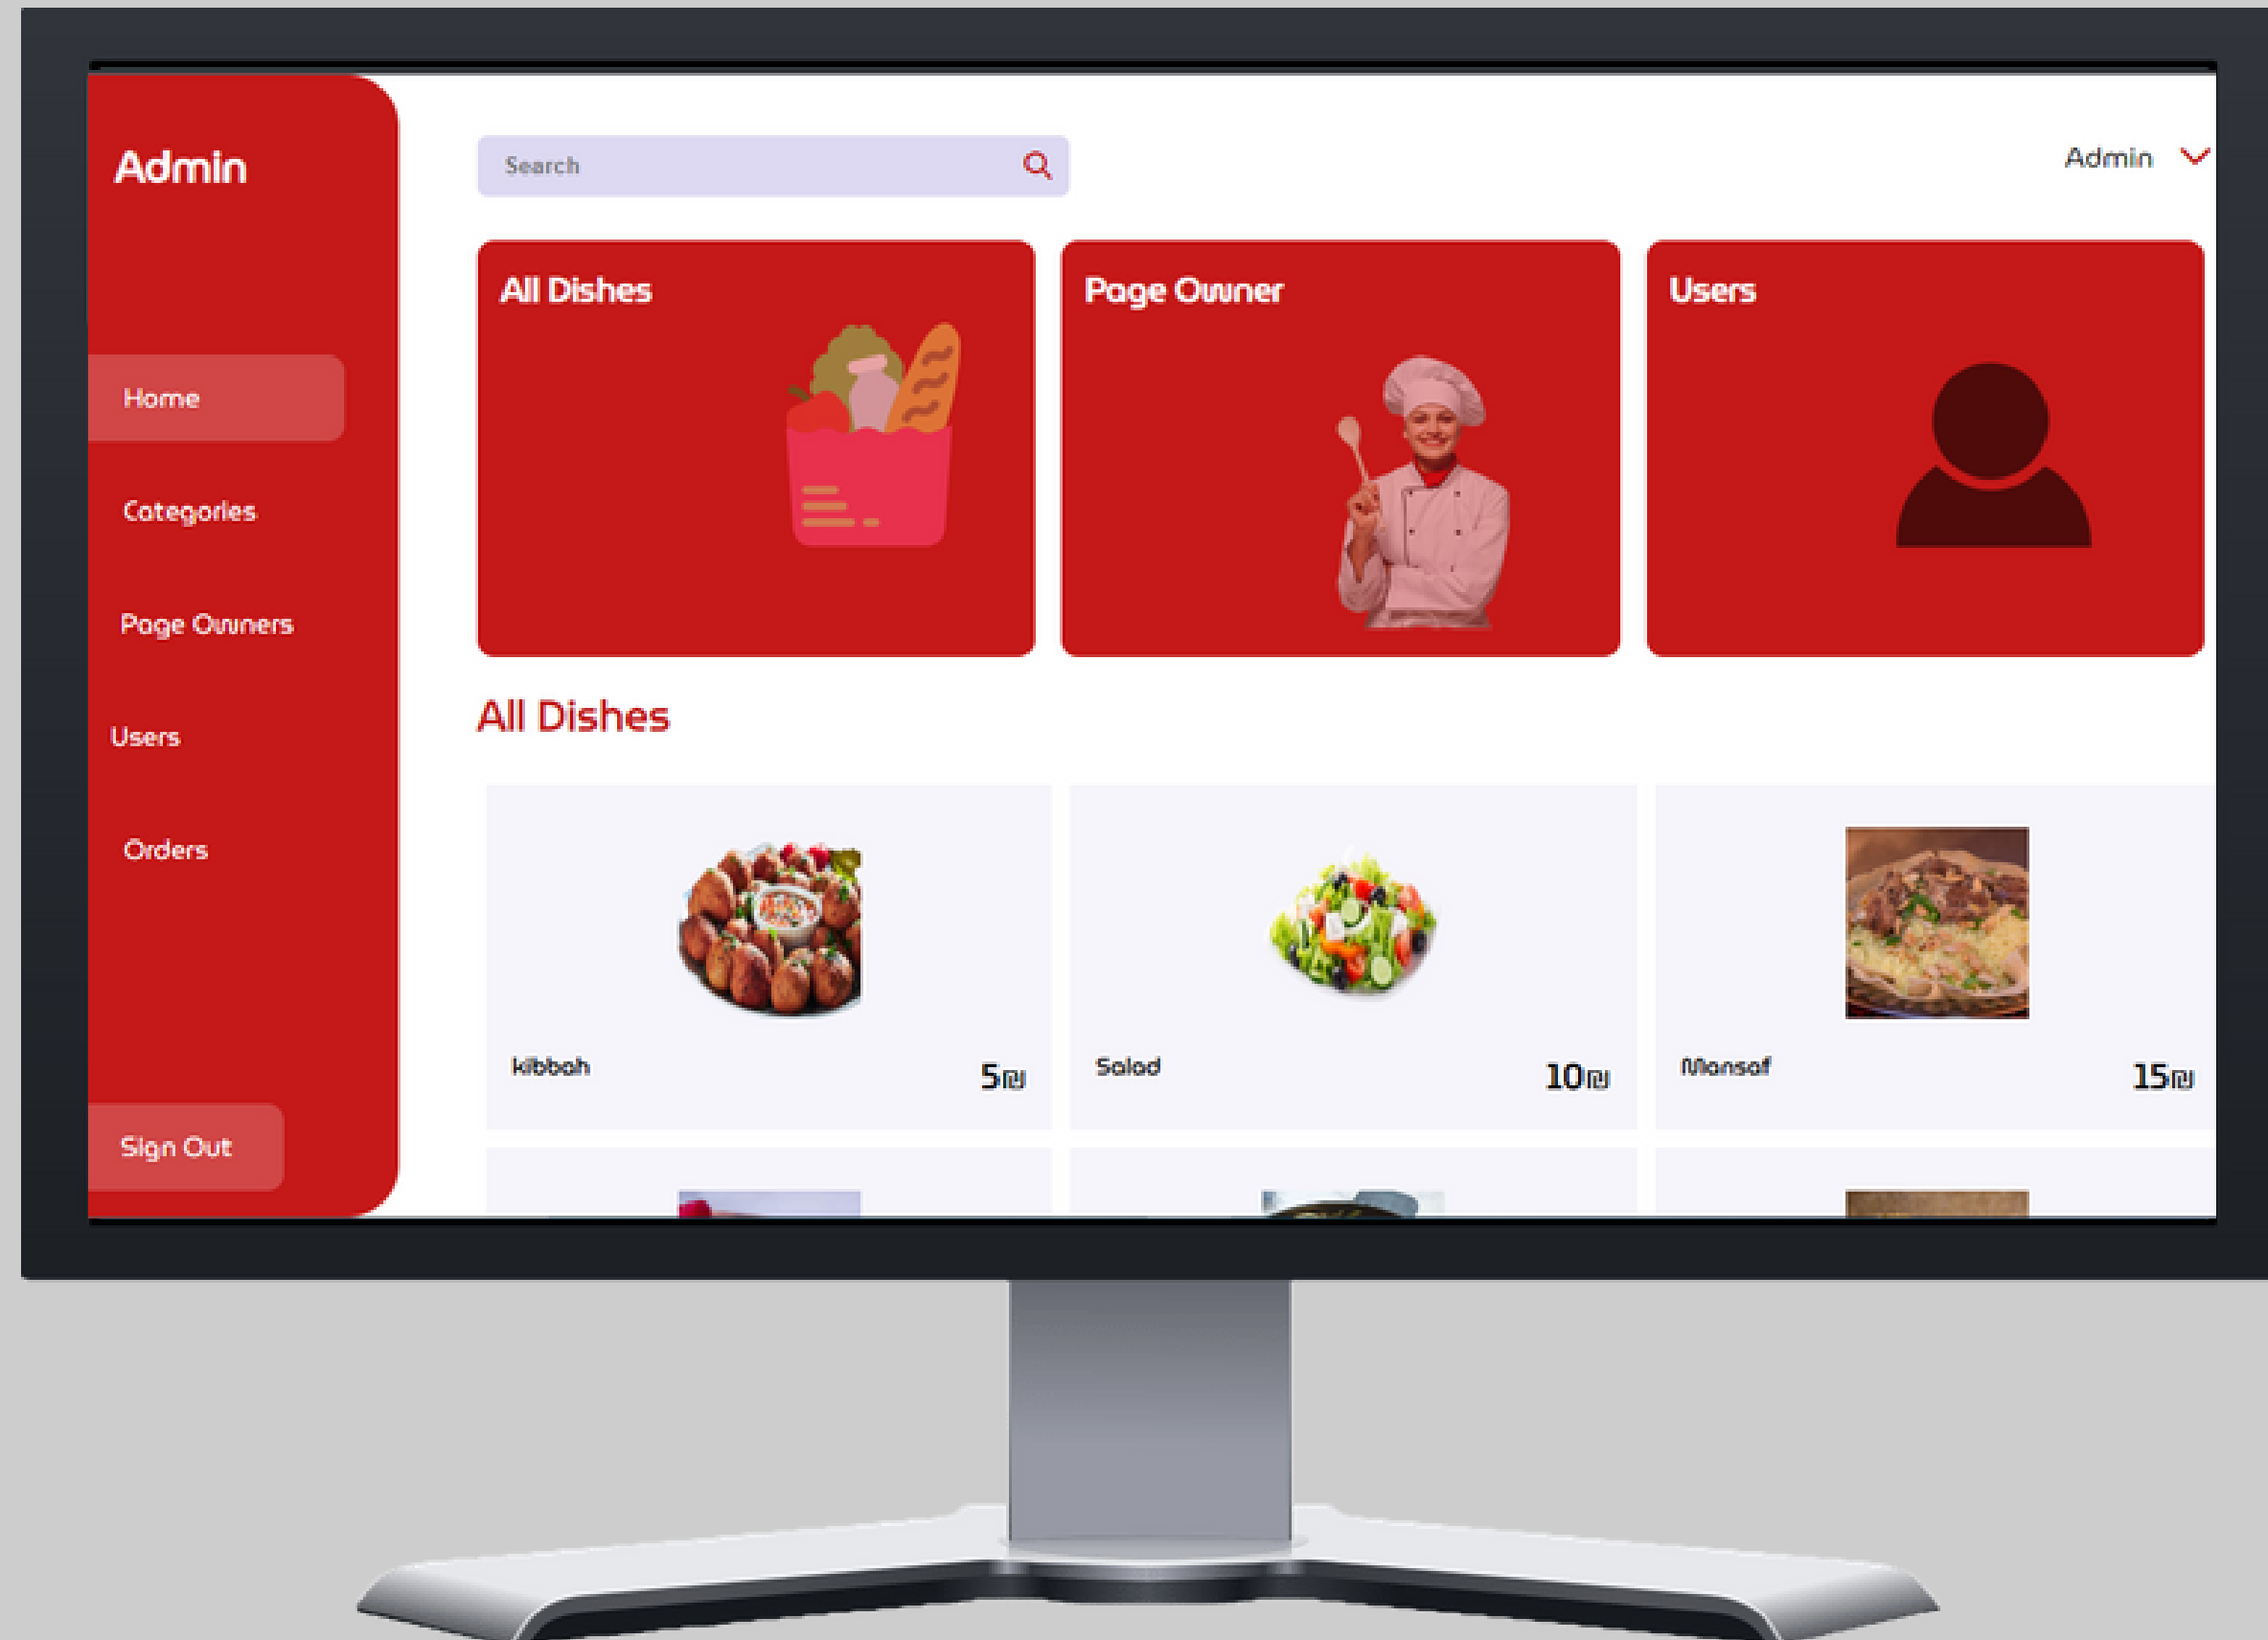 Admin
Home
Categories
Page Owners
Users
Orders
Sign Out
Search
Admin
All Dishes
Page Owner
Users
All Dishes
kibbah
5₪
Salad
10₪
Mansaf
15₪